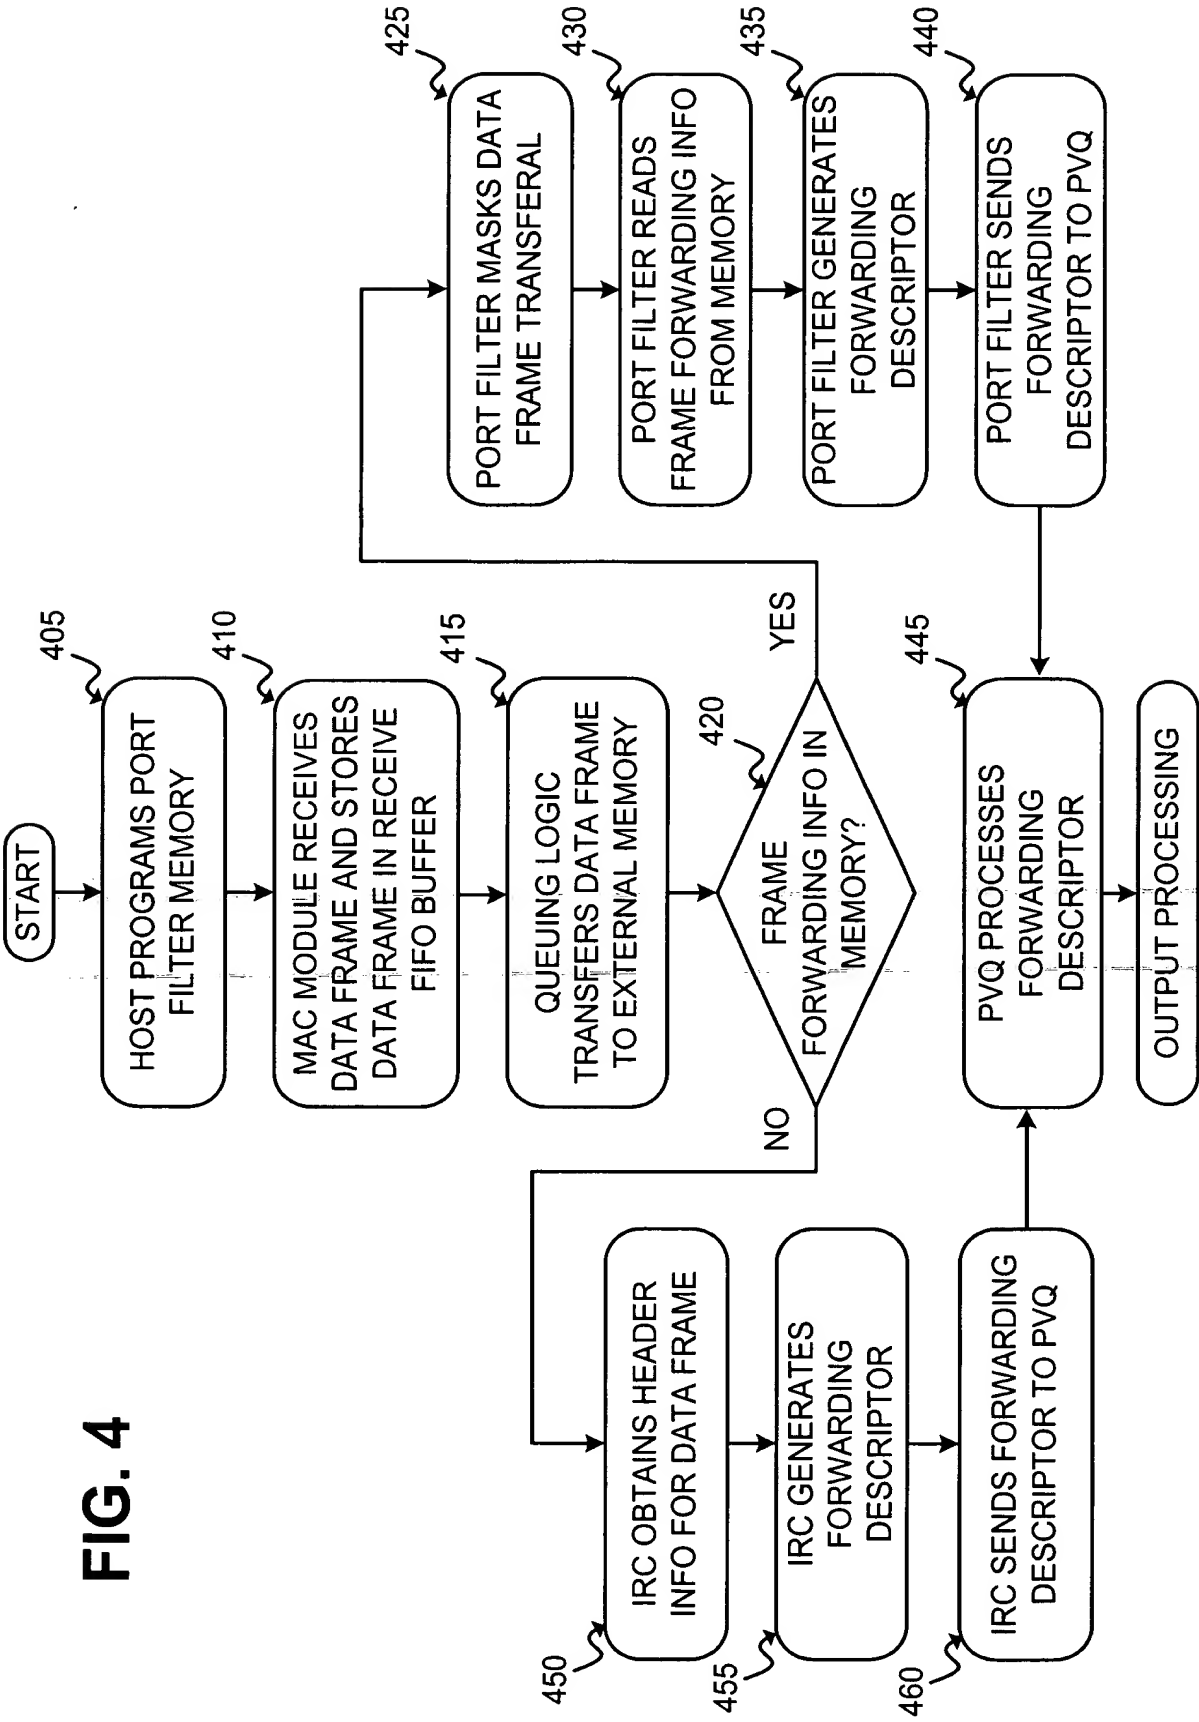 FIG. 4
START
405
HOST PROGRAMS PORT
FILTER MEMORY
410
MAC MODULE RECEIVES
DATA FRAME AND STORES
DATA FRAME IN RECEIVE
FIFO BUFFER
415
QUEUING LOGIC
TRANSFERS DATA FRAME
TO EXTERNAL MEMORY
420
FRAME
FORWARDING INFO IN
MEMORY?
YES
NO
425
PORT FILTER MASKS DATA
FRAME TRANSFERAL
430
PORT FILTER READS
FRAME FORWARDING INFO
FROM MEMORY
435
PORT FILTER GENERATES
FORWARDING
DESCRIPTOR
440
PORT FILTER SENDS
FORWARDING
DESCRIPTOR TO PVQ
450
IRC OBTAINS HEADER
INFO FOR DATA FRAME
455
IRC GENERATES
FORWARDING
DESCRIPTOR
460
IRC SENDS FORWARDING
DESCRIPTOR TO PVQ
445
PVQ PROCESSES
FORWARDING
DESCRIPTOR
OUTPUT PROCESSING